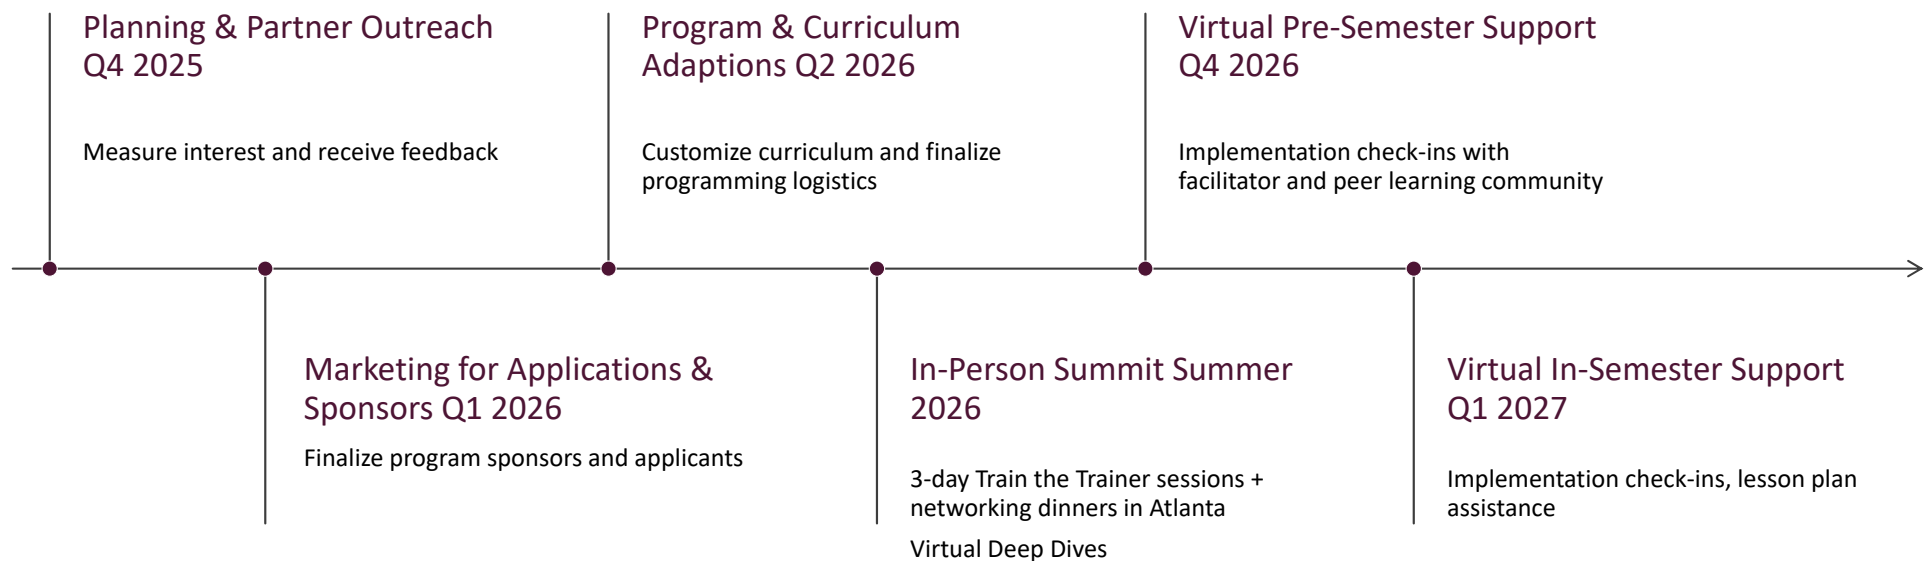 Planning & Partner Outreach
Q4 2025
Measure interest and receive feedback
Marketing for Applications &
Sponsors Q1 2026
Finalize program sponsors and applicants
Program & Curriculum
Adaptions Q2 2026
Customize curriculum and finalize
programming logistics
In-Person Summit Summer
2026
3-day Train the Trainer sessions +
networking dinners in Atlanta
Virtual Deep Dives
Virtual Pre-Semester Support
Q4 2026
Implementation check-ins with
facilitator and peer learning community
Virtual In-Semester Support
Q1 2027
Implementation check-ins, lesson plan
assistance